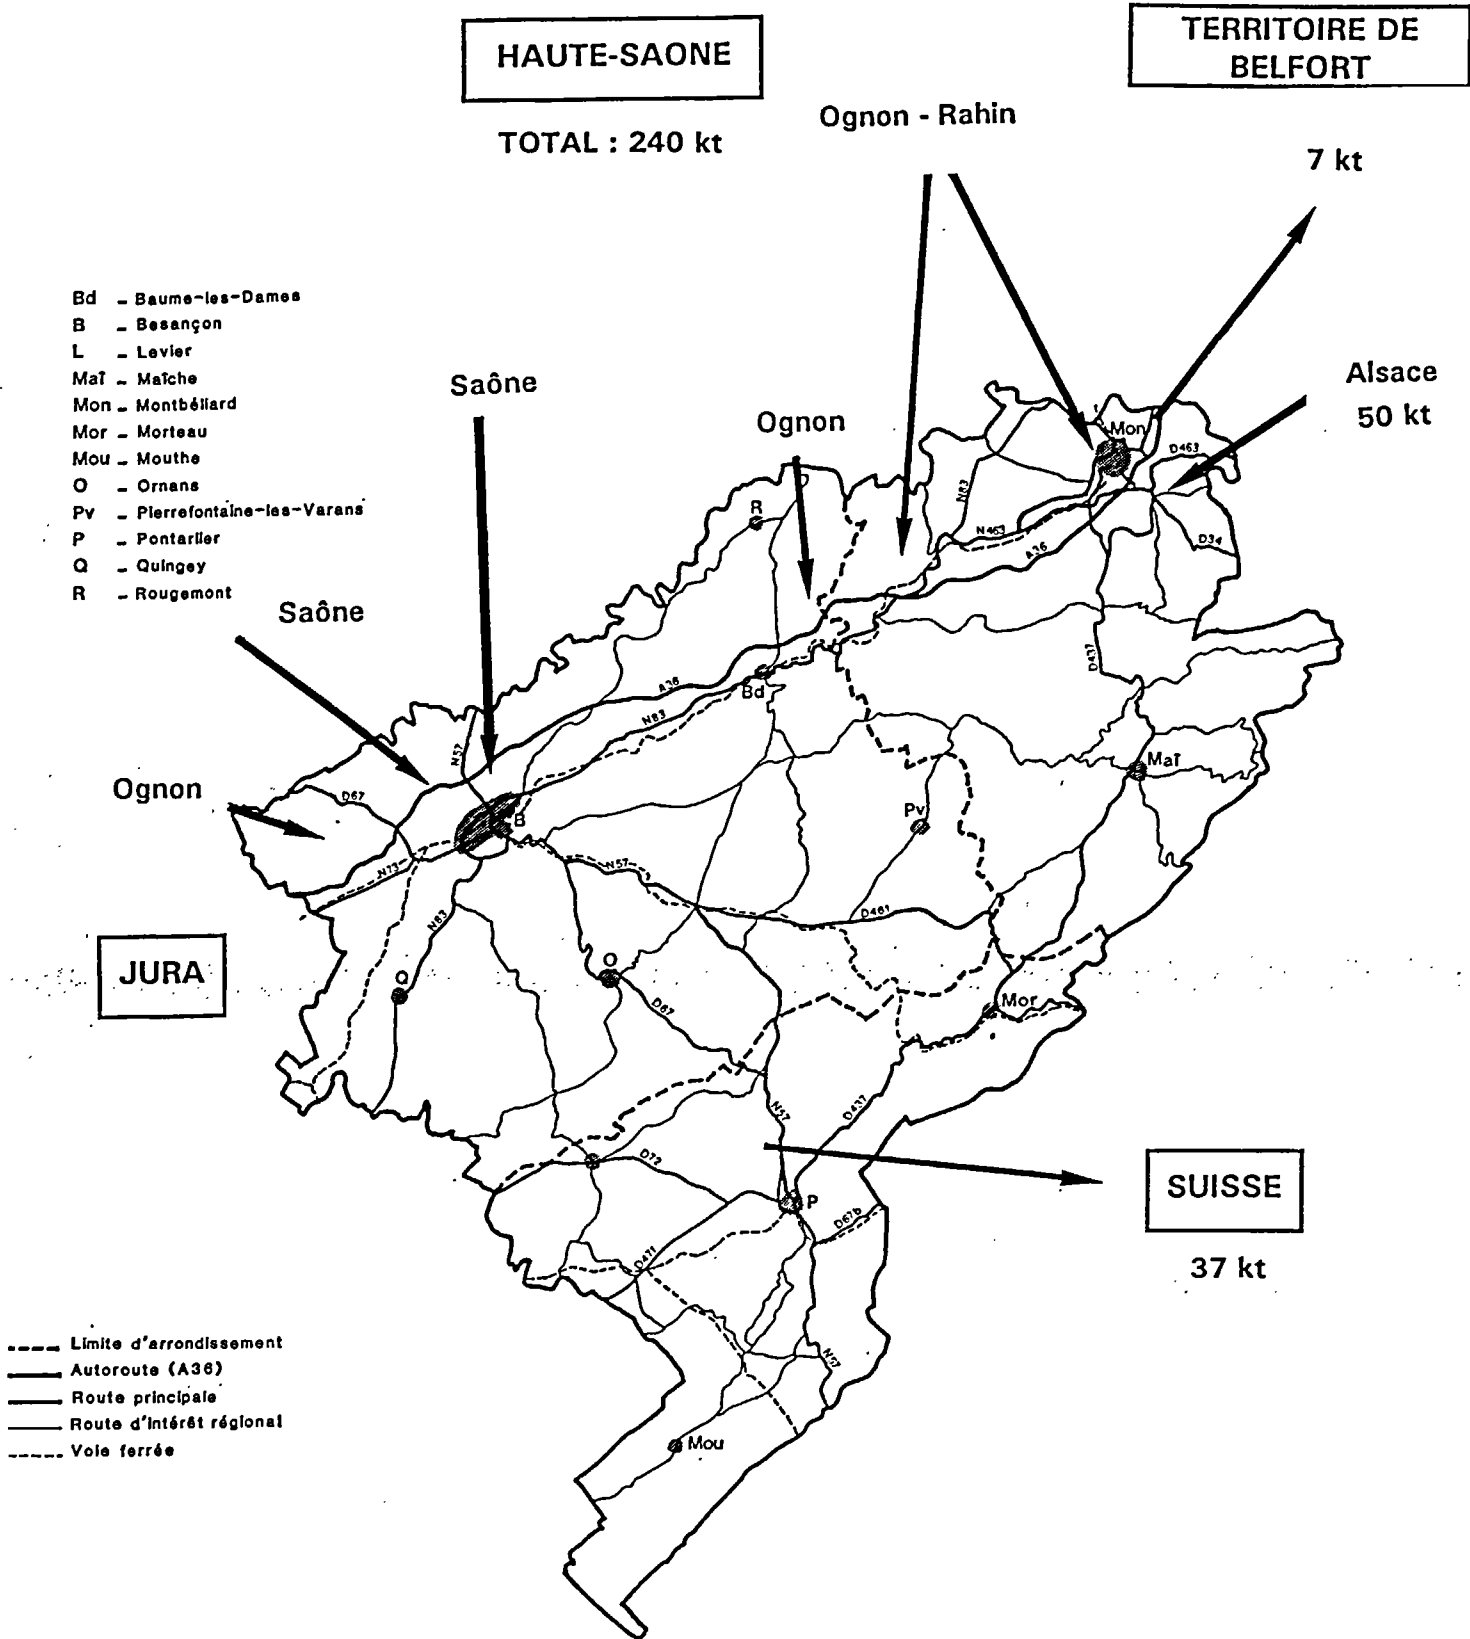 HAUTE-SAONE
TERRITOIRE DE
BELFORT
TOTAL : 240 kt
Ognon - Rahin
7 kt
Bd - Baume-les-Dames
B - Besançon
L - Levier
Maî - Maîche
Mon - Montbéliard
Mor - Morteau
Mou - Mouthe
O - Ornans
Pv - Pierrefontaine-les-Varans
P - Pontarlier
Q - Quingey
R - Rougemont
Saône
Ognon
Alsace
50 kt
Mon
D463
N83
R
N463
A36
D34
Saône
D437
A36
Bd
N83
N57
Maî
Ognon
D67
B
Pv
N73
N57
D461
N83
JURA
Q
O
D67
Mor
N57
D437
D72
SUISSE
P
D67b
37 kt
D471
N57
Limite d'arrondissement
Autoroute (A36)
Route principale
Route d'intérêt régional
Voie ferrée
Mou